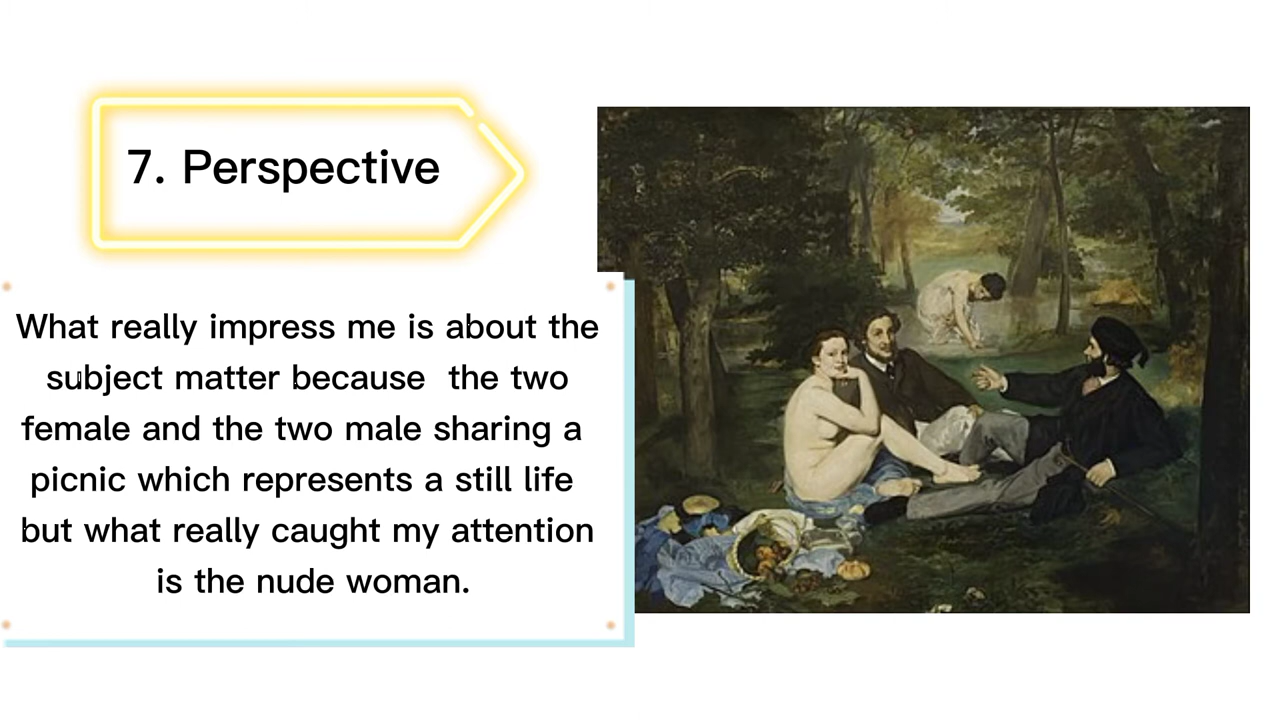 7. Perspective
What really impress me is about the
subject matter because  the two
female and the two male sharing a
picnic which represents a still life
but what really caught my attention
is the nude woman.